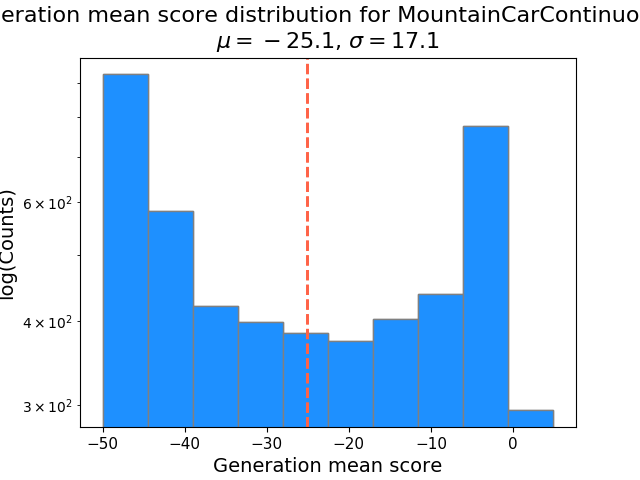 eration mean score distribution for MountainCarContinuo
μ = −25.1, σ = 17.1
log(Counts)
6 × 10²
4 × 10²
3 × 10²
−50 −40 −30 −20 −10 0
Generation mean score